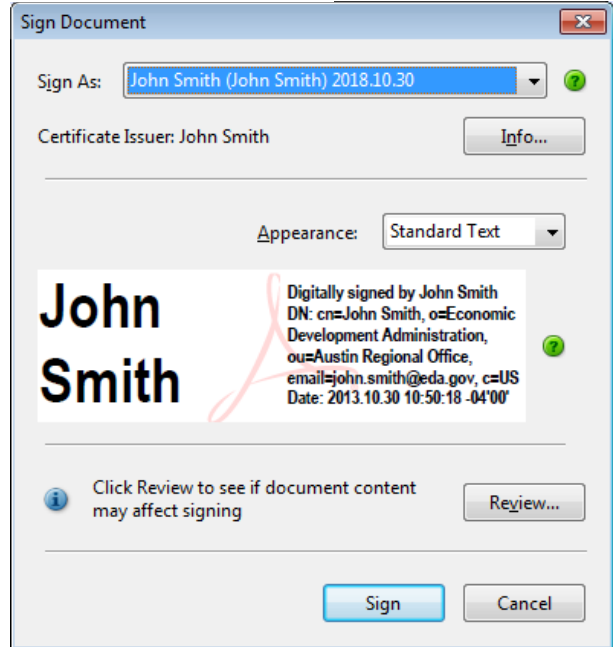 Sign Document
Sign As: John Smith (John Smith) 2018.10.30
Certificate Issuer: John Smith
Info...
Appearance: Standard Text
John
Smith
Digitally signed by John Smith
DN: cn=John Smith, o=Economic
Development Administration,
ou=Austin Regional Office,
email=john.smith@eda.gov, c=US
Date: 2013.10.30 10:50:18 -04'00'
Click Review to see if document content
may affect signing
Review...
Sign
Cancel